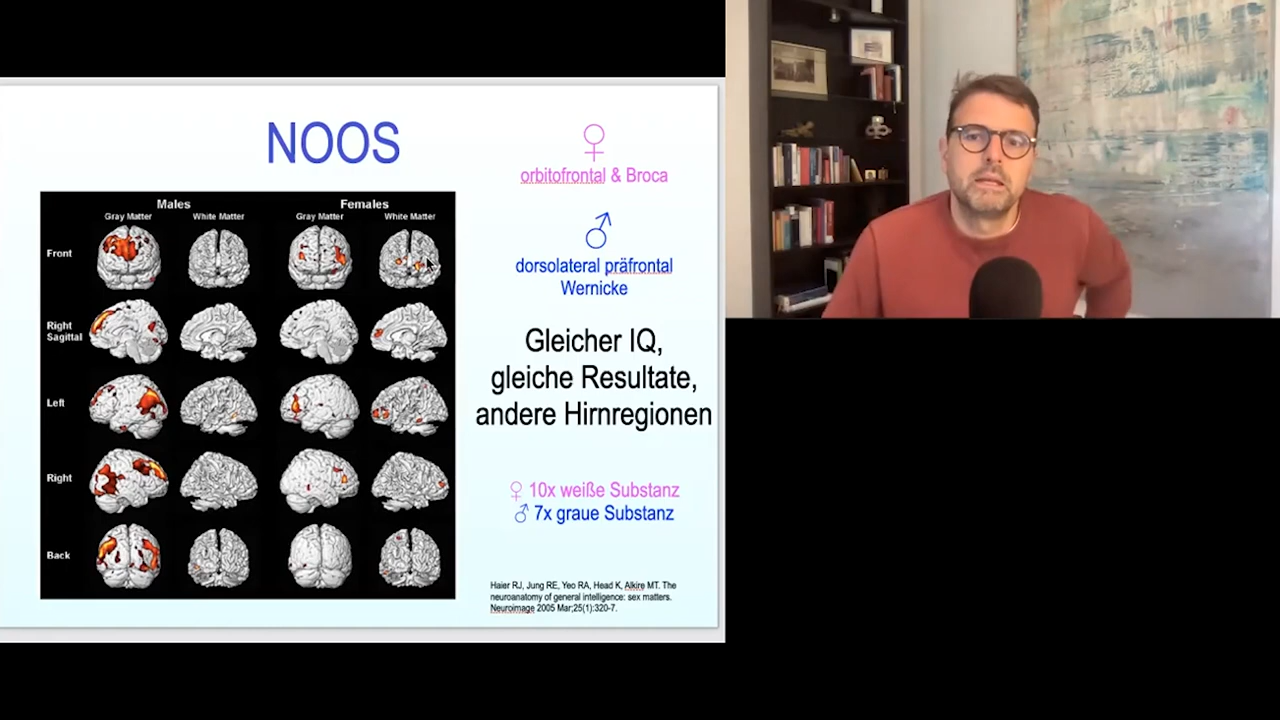 NOOS
Males Females
Gray Matter White Matter Gray Matter White Matter
Front
Right
Sagittal
Left
Right
Back
♀
orbitofrontal & Broca
♂
dorsolateral präfrontal
Wernicke
Gleicher IQ,
gleiche Resultate,
andere Hirnregionen
♀ 10x weiße Substanz
♂ 7x graue Substanz
Haier RJ, Jung RE, Yeo RA, Head K, Alkire MT. The
neuroanatomy of general intelligence: sex matters.
Neuroimage 2005 Mar;25(1):320-7.